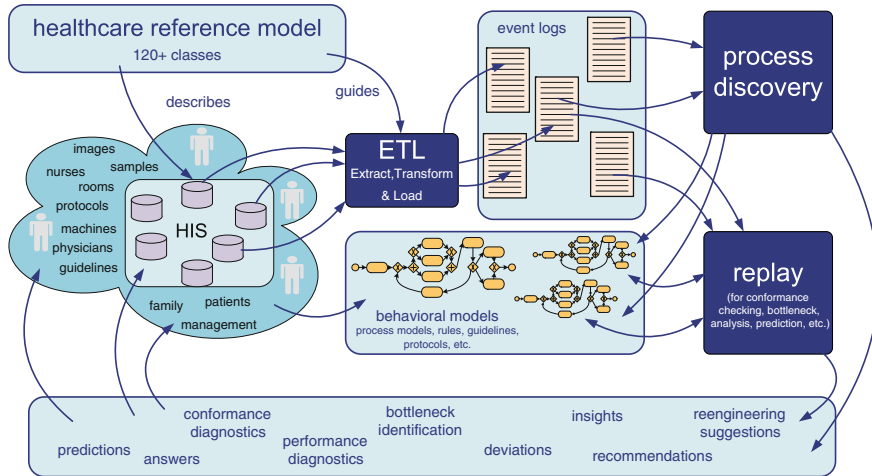 healthcare reference model
120+ classes
describes
guides
event logs
process
discovery
images
nurses
samples
rooms
protocols
machines
physicians
guidelines
HIS
family
patients
management
ETL
Extract,Transform
& Load
behavioral models
process models, rules, guidelines,
protocols, etc.
replay
(for conformance
checking, bottleneck,
analysis, prediction, etc.)
predictions
answers
conformance
diagnostics
performance
diagnostics
bottleneck
identification
deviations
insights
recommendations
reengineering
suggestions